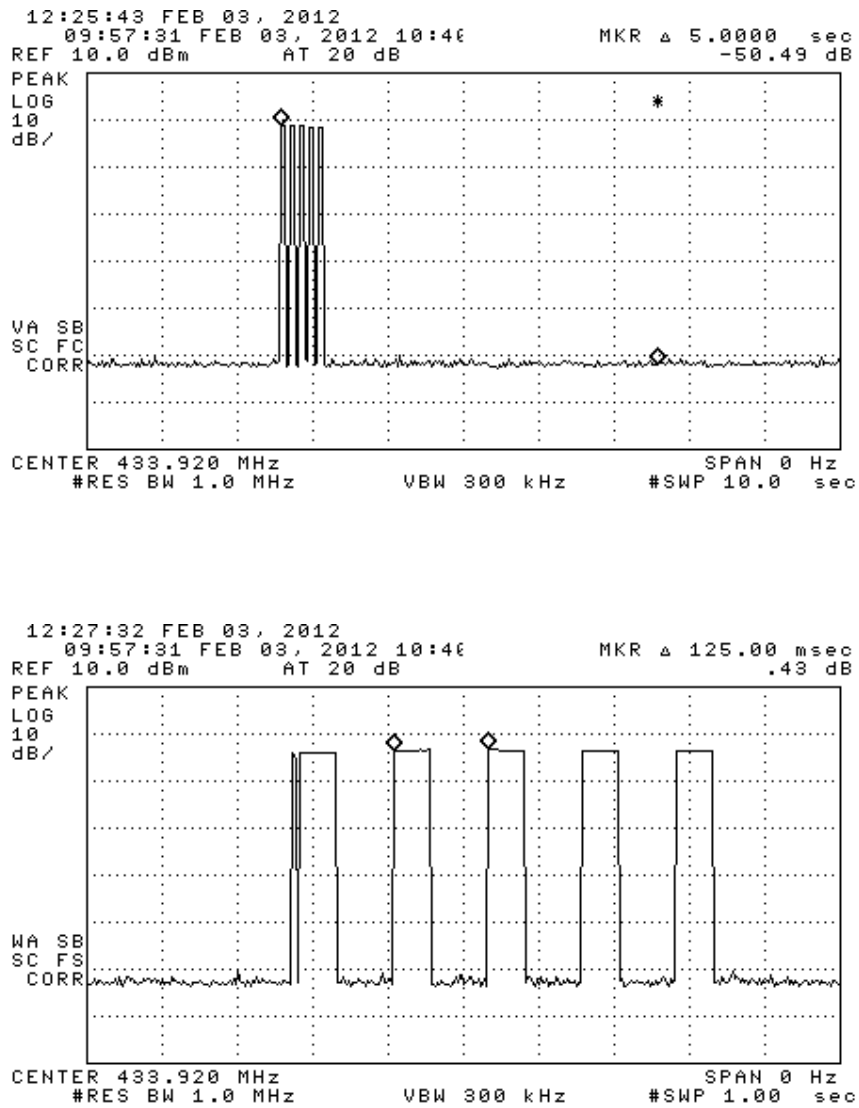 12:25:43 FEB 03, 2012
09:57:31 FEB 03, 2012 10:46
MKR Δ 5.0000 sec
REF 10.0 dBm AT 20 dB -50.49 dB
PEAK
LOG
10
dB/
VA SB
SC FC
CORR
CENTER 433.920 MHz SPAN 0 Hz
#RES BW 1.0 MHz VBW 300 kHz #SWP 10.0 sec
12:27:32 FEB 03, 2012
09:57:31 FEB 03, 2012 10:46
MKR Δ 125.00 msec
REF 10.0 dBm AT 20 dB .43 dB
PEAK
LOG
10
dB/
WA SB
SC FS
CORR
CENTER 433.920 MHz SPAN 0 Hz
#RES BW 1.0 MHz VBW 300 kHz #SWP 1.00 sec